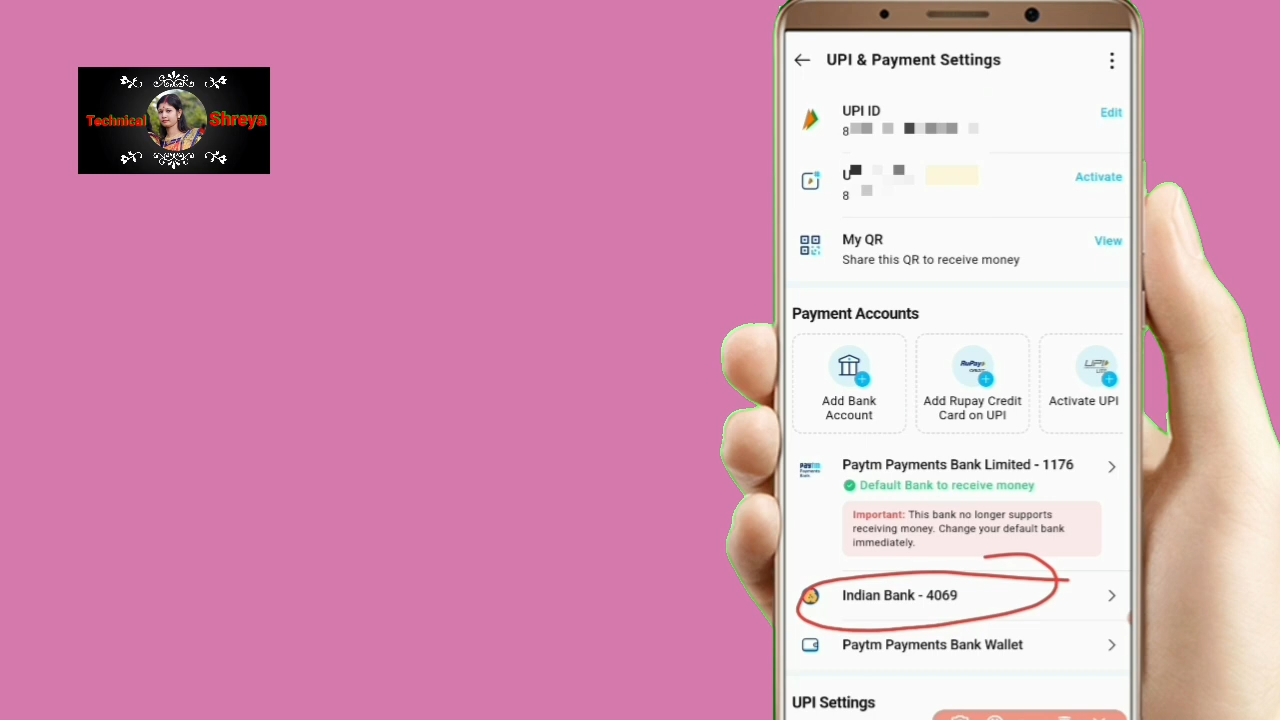 Technical Shreya
UPI & Payment Settings
UPI ID
Edit
8
U
Activate
8
My QR
View
Share this QR to receive money
Payment Accounts
Add Bank
Account
Add Rupay Credit
Card on UPI
Activate UPI
Paytm Payments Bank Limited - 1176
Default Bank to receive money
Important: This bank no longer supports
receiving money. Change your default bank
immediately.
Indian Bank - 4069
Paytm Payments Bank Wallet
UPI Settings